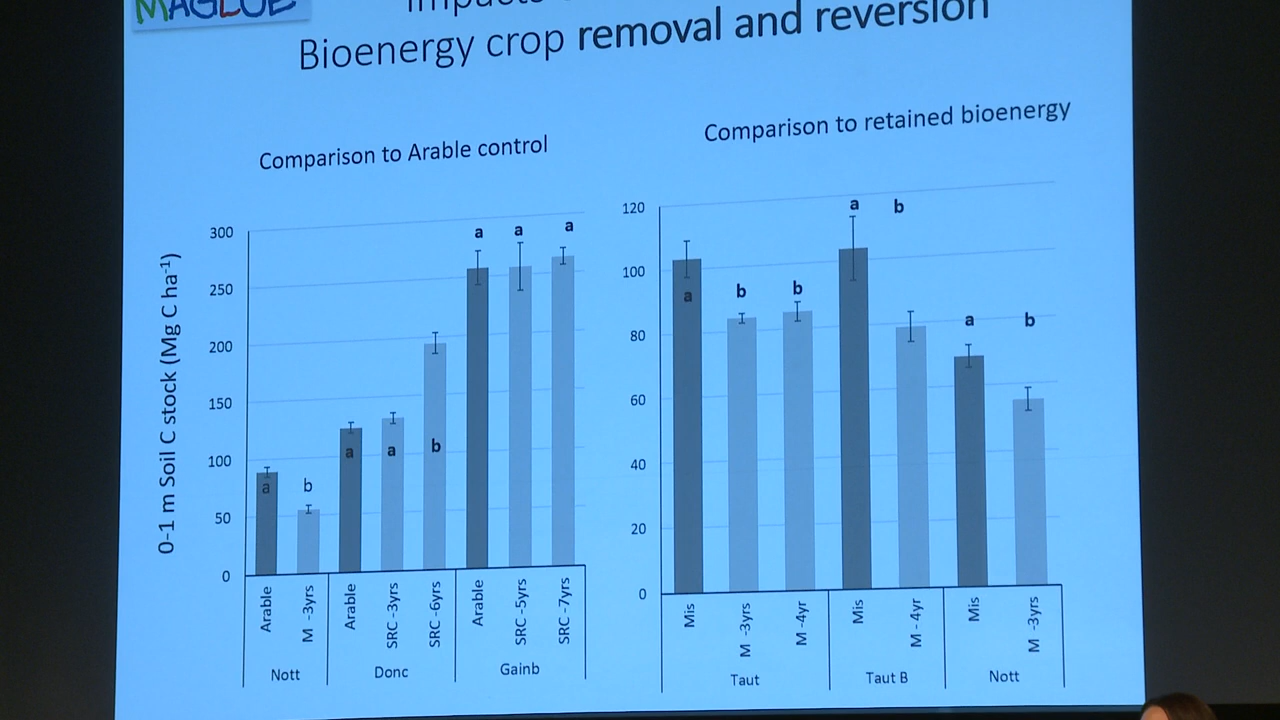 MAGLUE
Impacts
Bioenergy crop removal and reversion
Comparison to Arable control
0-1 m Soil C stock (Mg C ha⁻¹)
300
250
200
150
100
50
0
a
b
a
a
b
a
a
a
Arable
M -3yrs
Arable
SRC -3yrs
SRC -6yrs
Arable
SRC -5yrs
SRC -7yrs
Nott
Donc
Gainb
Comparison to retained bioenergy
120
100
80
60
40
20
0
a
b
b
a
b
a
b
Mis
M -3yrs
M -4yr
Mis
M - 4yr
Mis
M -3yrs
Taut
Taut B
Nott